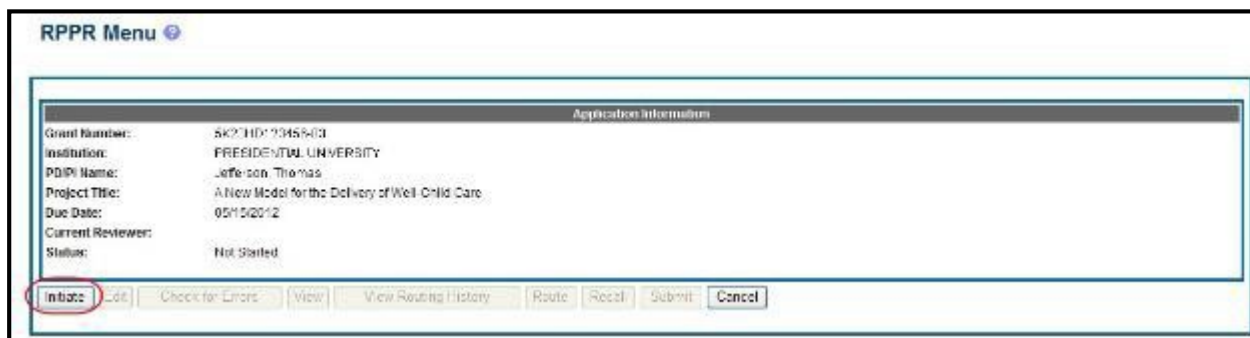 RPPR Menu ?
Application Information
Grant Number:
Institution: PRESIDENTIAL UNIVERSITY
PD/PI Name: Jefferson, Thomas
Project Title: A New Model for the Delivery of Well-Child Care
Due Date: 05/15/2012
Current Reviewer:
Status: Not Started
Initiate Edit Check for Errors View View Routing History Route Recall Submit Cancel